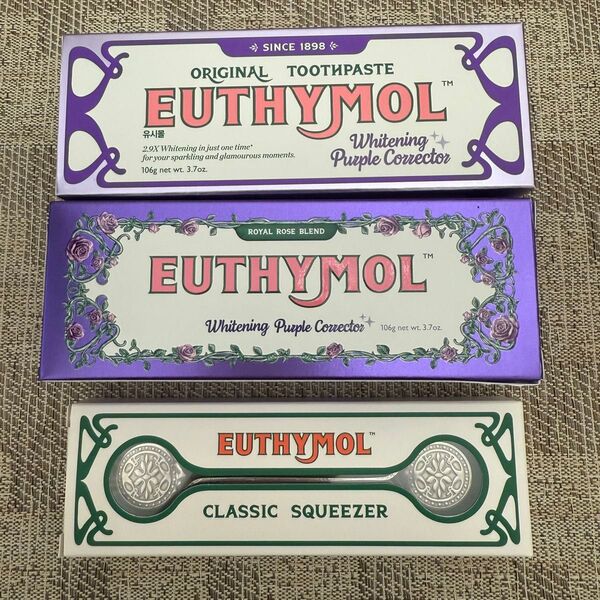 SINCE 1898
ORIGINAL TOOTHPASTE
EUTHYMOL™
유시몰
2.9X Whitening in just one time*
for your sparkling and glamourous moments.
106g net wt. 3.7oz.
Whitening
Purple Corrector
ROYAL ROSE BLEND
EUTHYMOL™
Whitening Purple Corrector
106g net wt. 3.7oz.
EUTHYMOL™
CLASSIC SQUEEZER